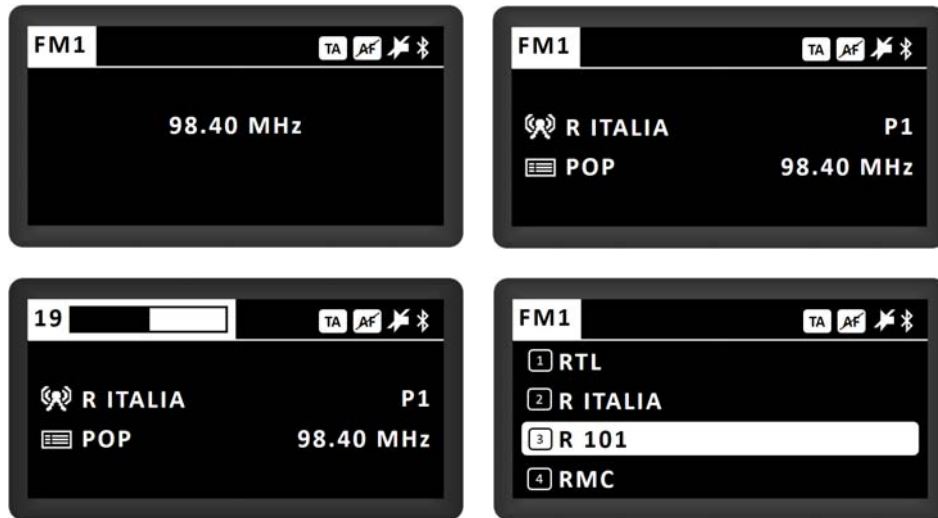 FM1 TA AF
98.40 MHz
FM1 TA AF
R ITALIA P1
POP 98.40 MHz
19 TA AF
R ITALIA P1
POP 98.40 MHz
FM1 TA AF
1 RTL
2 R ITALIA
3 R 101
4 RMC